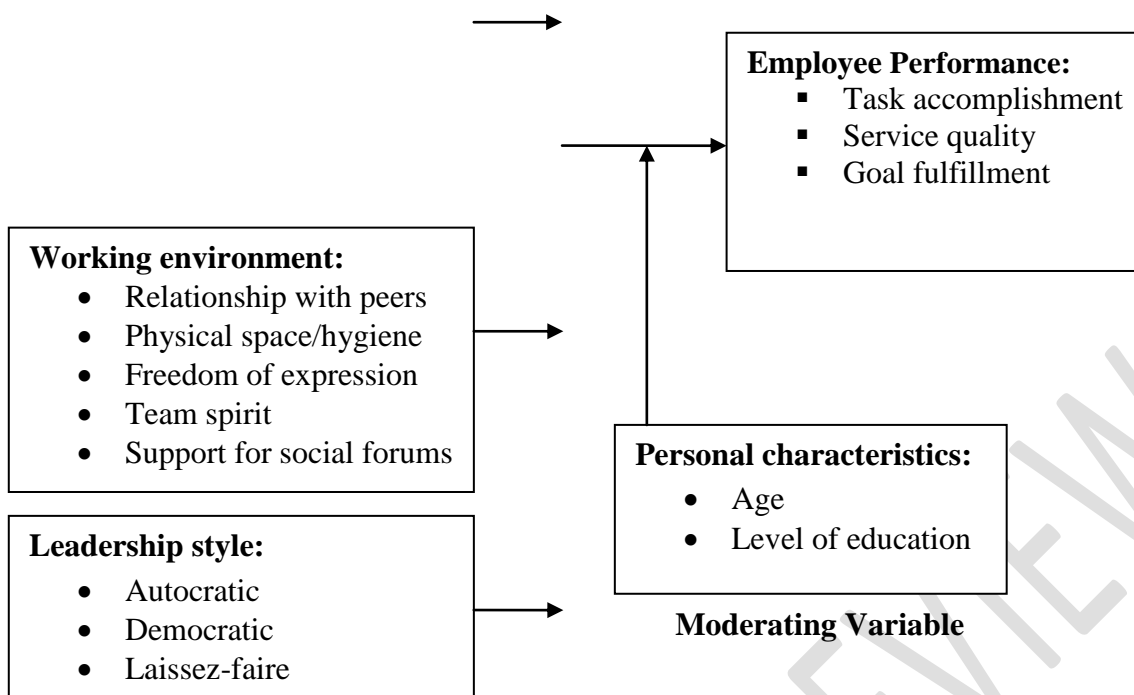 Employee Performance:
▪ Task accomplishment
▪ Service quality
▪ Goal fulfillment
Working environment:
• Relationship with peers
• Physical space/hygiene
• Freedom of expression
• Team spirit
• Support for social forums
Personal characteristics:
• Age
• Level of education
Moderating Variable
Leadership style:
• Autocratic
• Democratic
• Laissez-faire
VIEW